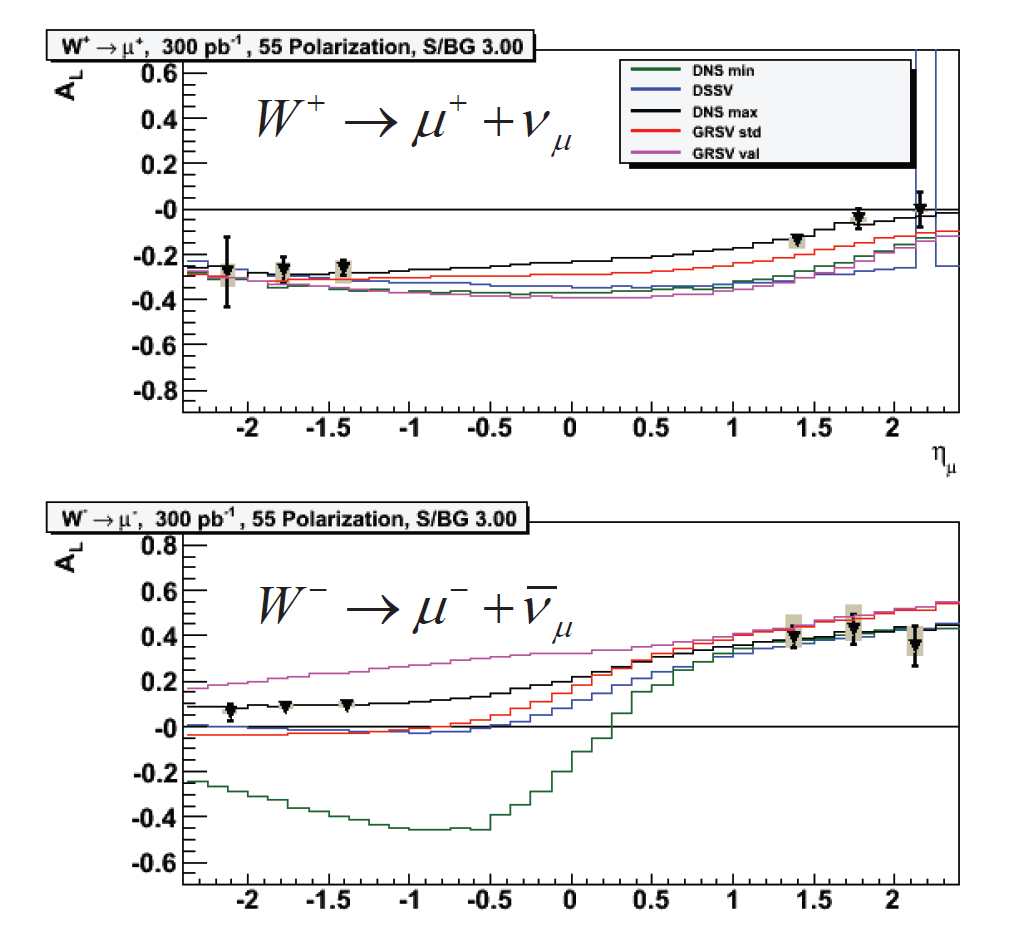 W⁺ → μ⁺, 300 pb⁻¹ , 55 Polarization, S/BG 3.00
A_L
W⁺ → μ⁺ + ν_μ
DNS min
DSSV
DNS max
GRSV std
GRSV val
0.6
0.4
0.2
-0
-0.2
-0.4
-0.6
-0.8
-2 -1.5 -1 -0.5 0 0.5 1 1.5 2
η_μ
W⁻ → μ⁻, 300 pb⁻¹ , 55 Polarization, S/BG 3.00
A_L
W⁻ → μ⁻ + ν̅_μ
0.8
0.6
0.4
0.2
-0
-0.2
-0.4
-0.6
-2 -1.5 -1 -0.5 0 0.5 1 1.5 2